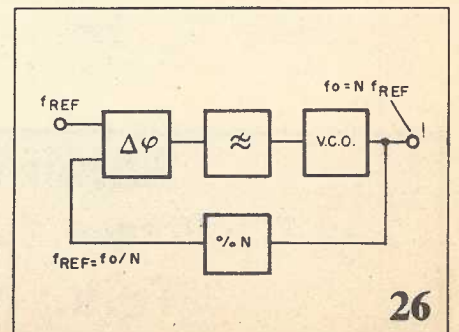 fo=N fREF
fREF
Δφ
≈
V.C.O.
% N
fREF=fo/N
26